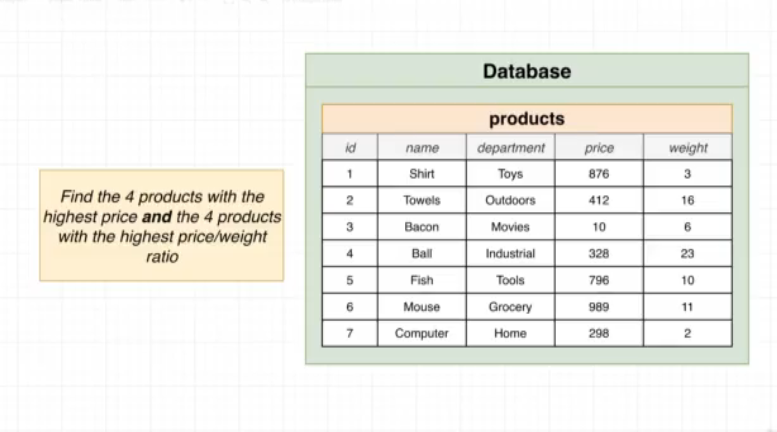 Database
products
id name department price weight
1 Shirt Toys 876 3
2 Towels Outdoors 412 16
3 Bacon Movies 10 6
4 Ball Industrial 328 23
5 Fish Tools 796 10
6 Mouse Grocery 989 11
7 Computer Home 298 2
Find the 4 products with the
highest price and the 4 products
with the highest price/weight
ratio